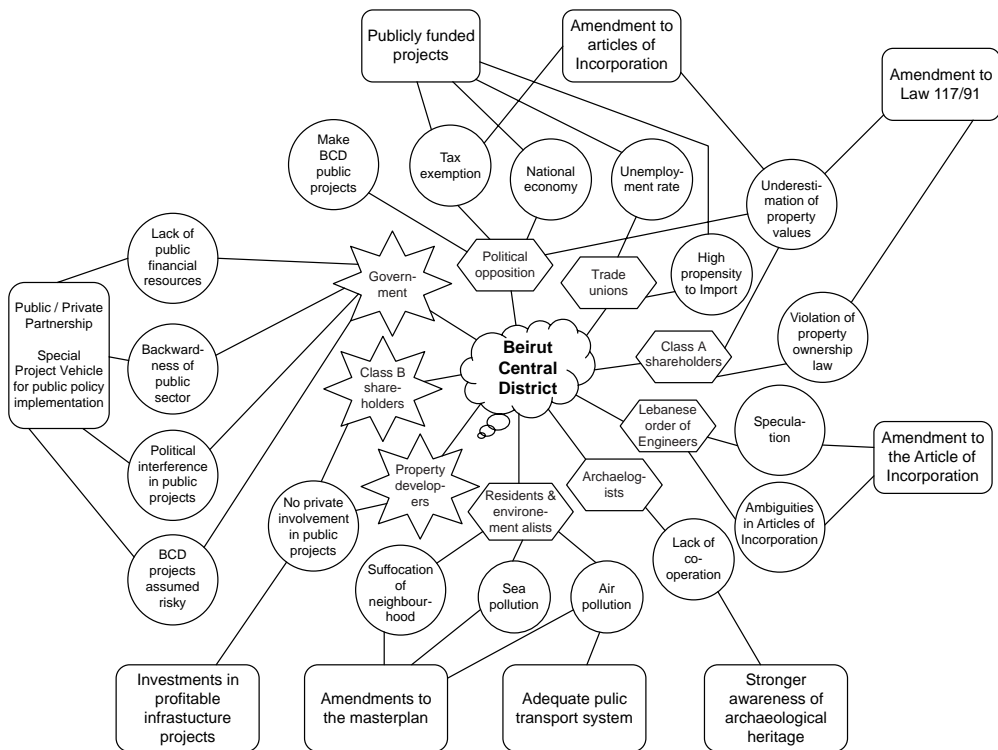 Publicly funded
projects
Amendment to
articles of
Incorporation
Amendment to
Law 117/91
Make
BCD
public
projects
Tax
exemption
National
economy
Unemploy-
ment rate
Underesti-
mation of
property
values
Lack of
public
financial
resources
Govern-
ment
Political
opposition
Trade
unions
High
propensity
to Import
Public / Private
Partnership
Special
Project Vehicle
for public policy
implementation
Backward-
ness of
public
sector
Class B
share-
holders
Beirut
Central
District
Class A
shareholders
Violation of
property
ownership
law
Lebanese
order of
Engineers
Specula-
tion
Amendment to
the Article of
Incorporation
Political
interference in
public projects
No private
involvement
in public
projects
Property
develop-
ers
Residents &
environe-
ment alists
Archaelog-
ists
Ambiguities
in Articles of
Incorporation
BCD
projects
assumed
risky
Suffocation
of
neighbour-
hood
Sea
pollution
Air
pollution
Lack of
co-
operation
Investments in
profitable
infrastucture
projects
Amendments to
the masterplan
Adequate pulic
transport system
Stronger
awareness of
archaeological
heritage